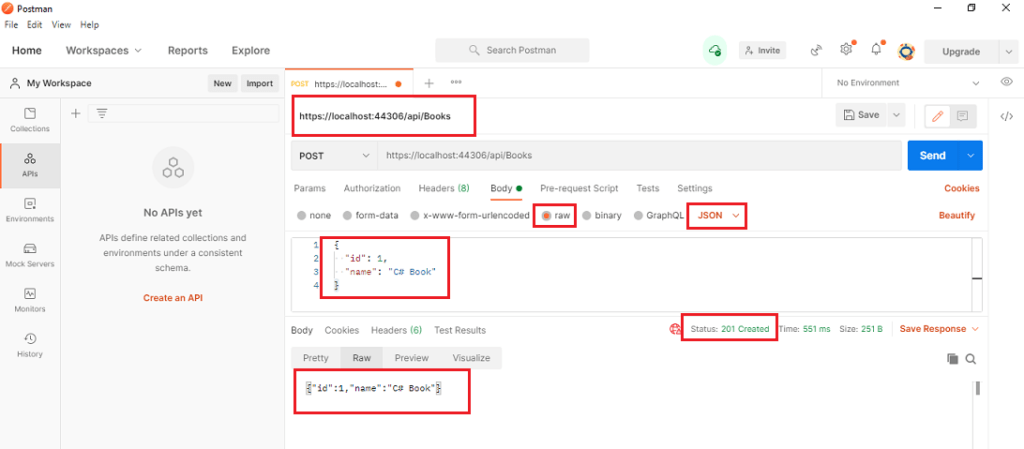 Postman
File Edit View Help
Home Workspaces Reports Explore Search Postman Invite Upgrade
My Workspace New Import POST https://localhost:... No Environment
Collections
APIs
Environments
Mock Servers
Monitors
History
No APIs yet
APIs define related collections and
environments under a consistent
schema.
Create an API
https://localhost:44306/api/Books Save
POST https://localhost:44306/api/Books Send
Params Authorization Headers (8) Body Pre-request Script Tests Settings Cookies
none form-data x-www-form-urlencoded raw binary GraphQL JSON Beautify
1 {
2 "id": 1,
3 "name": "C# Book"
4 }
Body Cookies Headers (6) Test Results Status: 201 Created Time: 551 ms Size: 251 B Save Response
Pretty Raw Preview Visualize
{"id":1,"name":"C# Book"}